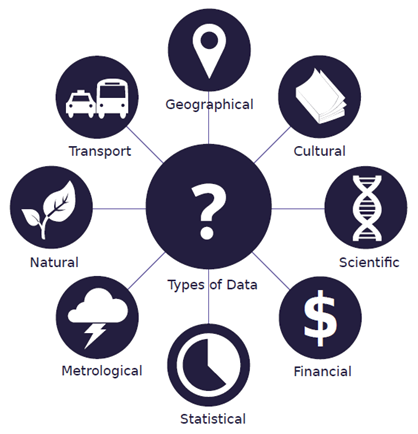 Geographical
Transport
Cultural
?
Natural
Types of Data
Scientific
Metrological
$
Financial
Statistical